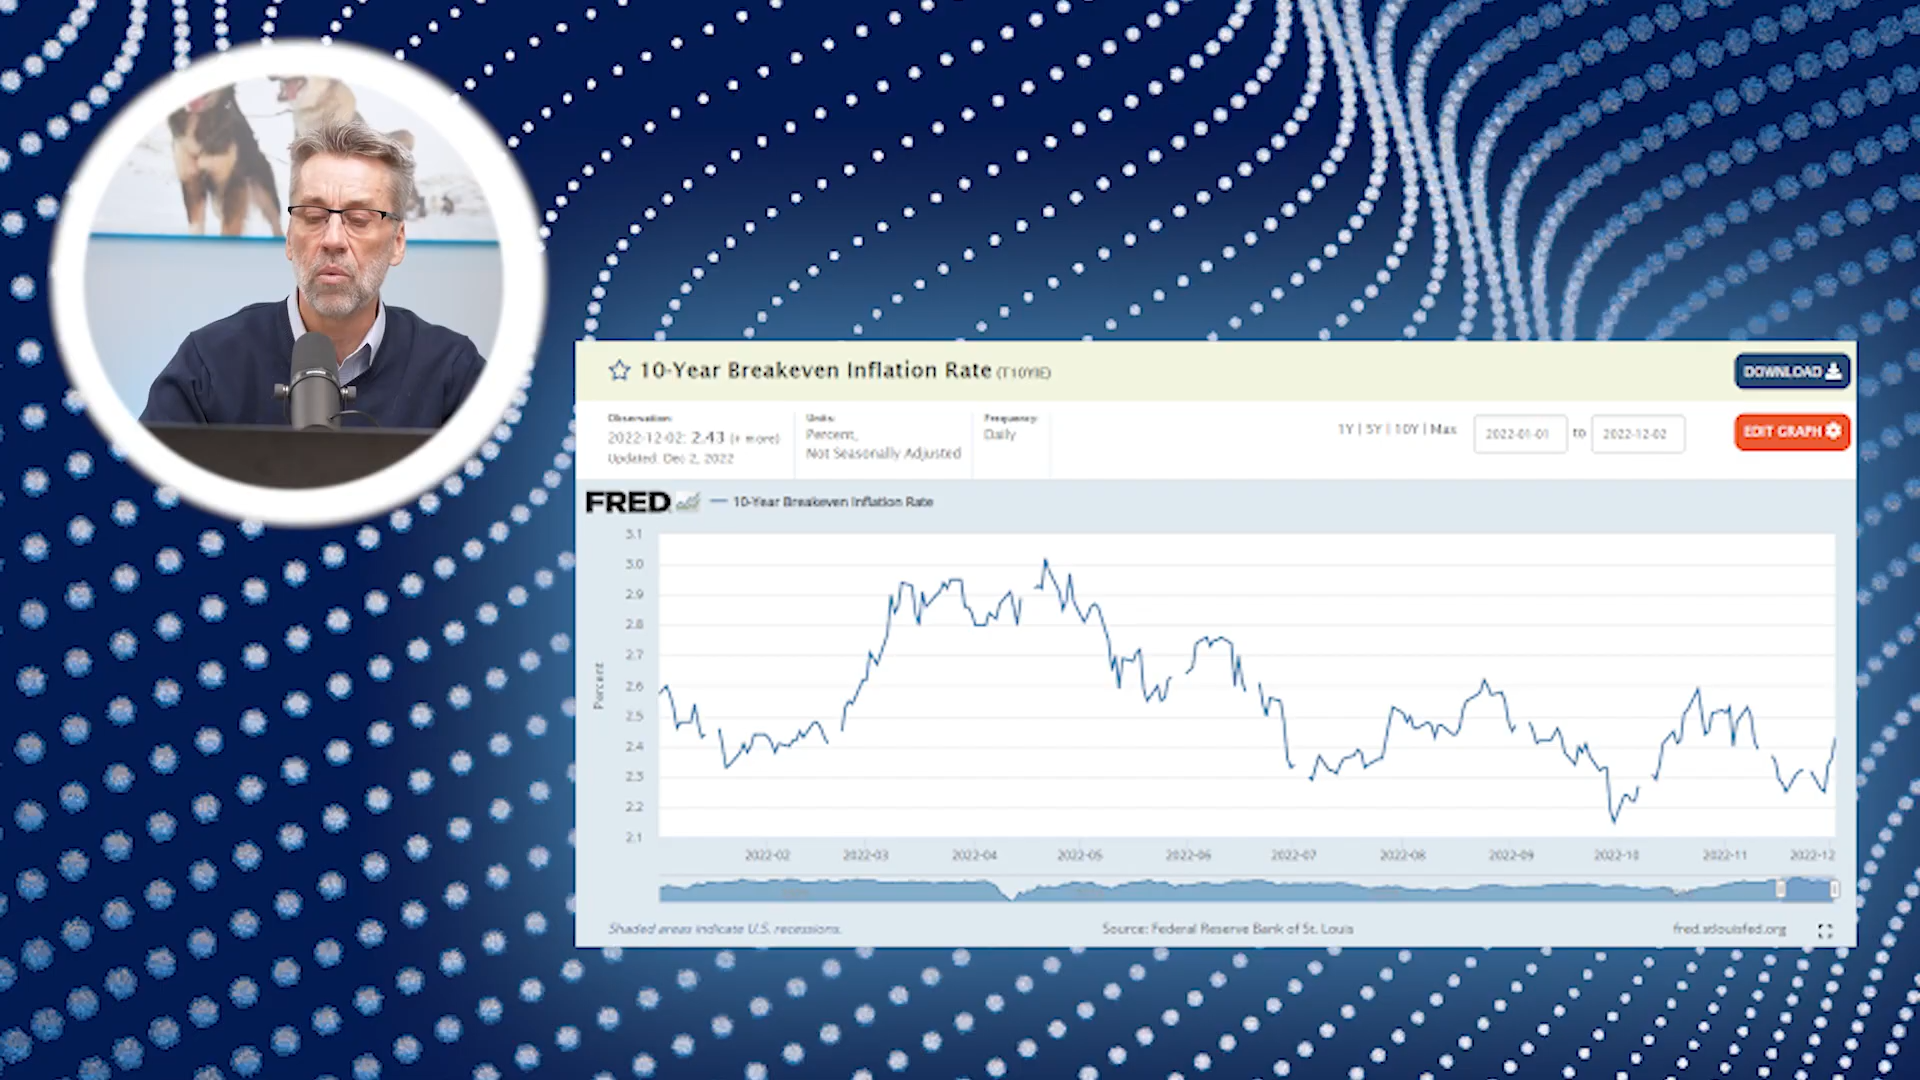 10-Year Breakeven Inflation Rate (T10YIE)
DOWNLOAD
Observation:
2022-12-02: 2.43 (+ more)
Updated: Dec 2, 2022
Units:
Percent,
Not Seasonally Adjusted
Frequency:
Daily
1Y | 5Y | 10Y | Max
2022-01-01 to 2022-12-02
EDIT GRAPH
FRED
10-Year Breakeven Inflation Rate
Percent
3.1
3.0
2.9
2.8
2.7
2.6
2.5
2.4
2.3
2.2
2.1
2022-02 2022-03 2022-04 2022-05 2022-06 2022-07 2022-08 2022-09 2022-10 2022-11 2022-12
Shaded areas indicate U.S. recessions.
Source: Federal Reserve Bank of St. Louis
fred.stlouisfed.org